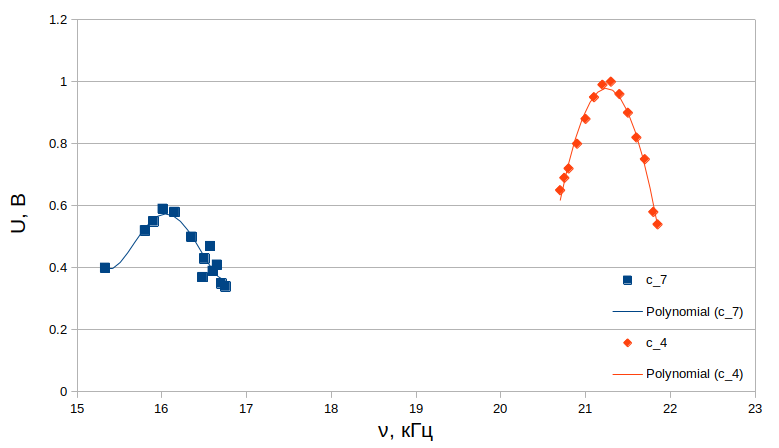 1.2
1
0.8
0.6
0.4
0.2
0
U, В
15 16 17 18 19 20 21 22 23
ν, кГц
c_7
Polynomial (c_7)
c_4
Polynomial (c_4)